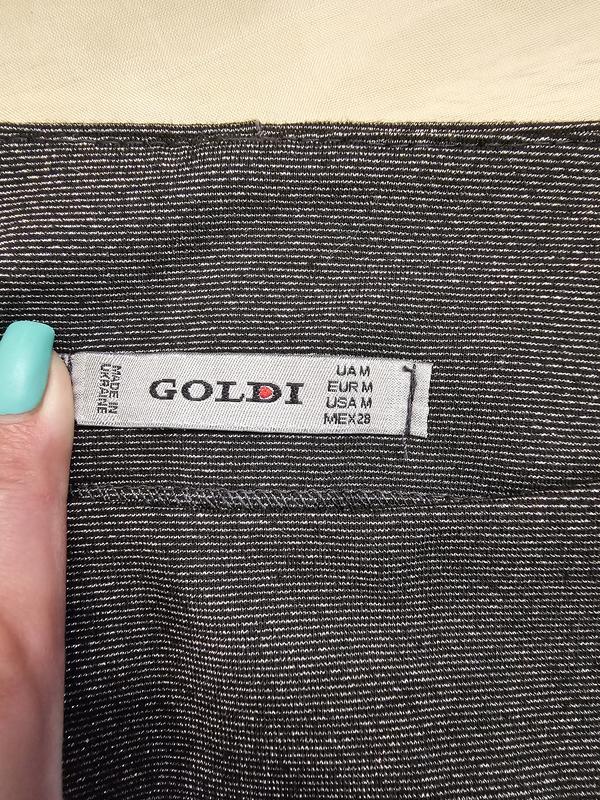 MADE IN
UKRAINE
GOLDI
UA M
EUR M
USA M
MEX 28